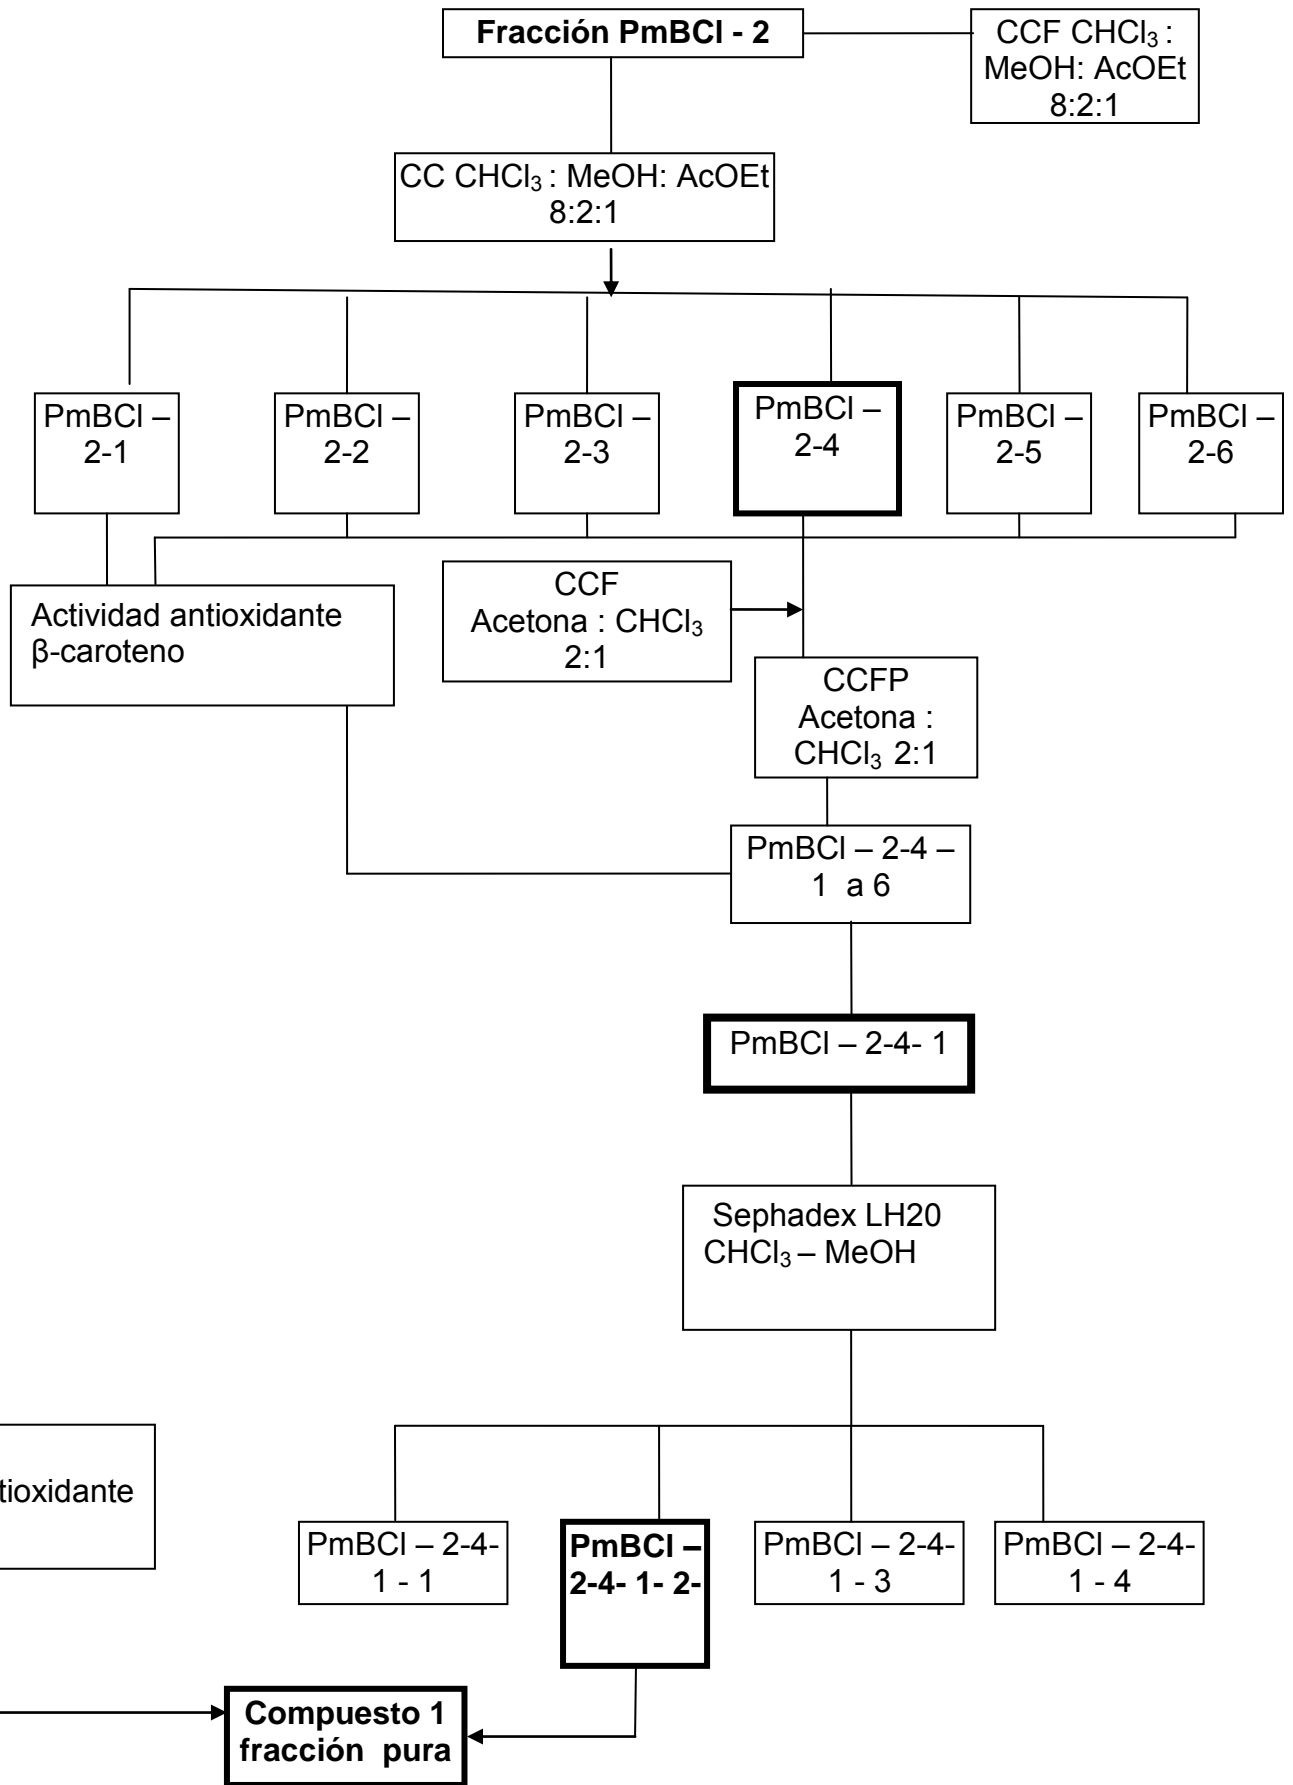 Fracción PmBCl - 2
CCF CHCl₃ :
MeOH: AcOEt
8:2:1
CC CHCl₃ : MeOH: AcOEt
8:2:1
PmBCl –
2-1
PmBCl –
2-2
PmBCl –
2-3
PmBCl –
2-4
PmBCl –
2-5
PmBCl –
2-6
CCF
Acetona : CHCl₃
2:1
Actividad antioxidante
β-caroteno
CCFP
Acetona :
CHCl₃ 2:1
PmBCl – 2-4 –
1 a 6
PmBCl – 2-4- 1
Sephadex LH20
CHCl₃ – MeOH
tioxidante
PmBCl – 2-4-
1 - 1
PmBCl –
2-4- 1- 2-
PmBCl – 2-4-
1 - 3
PmBCl – 2-4-
1 - 4
Compuesto 1
fracción pura